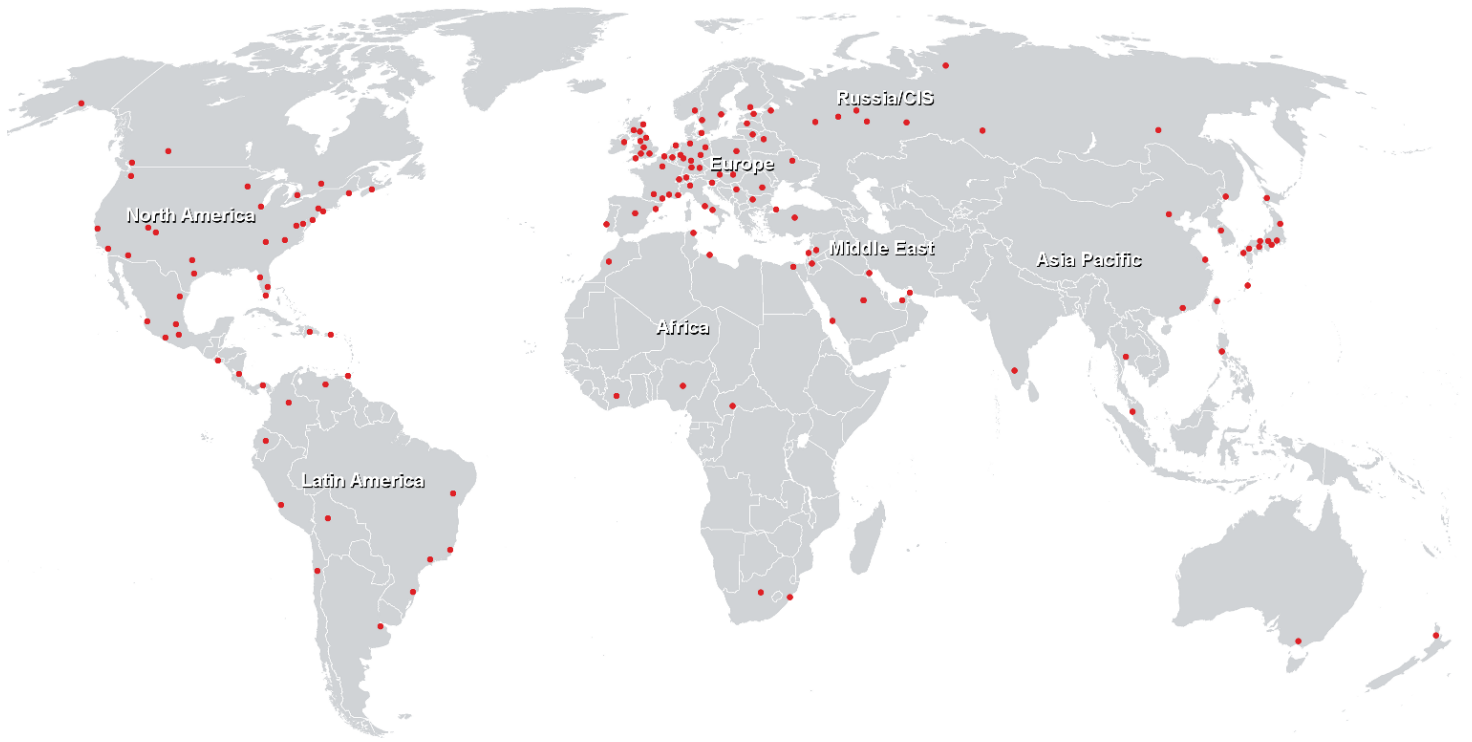 Russia/CIS
Europe
North America
Middle East
Asia Pacific
Africa
Latin America